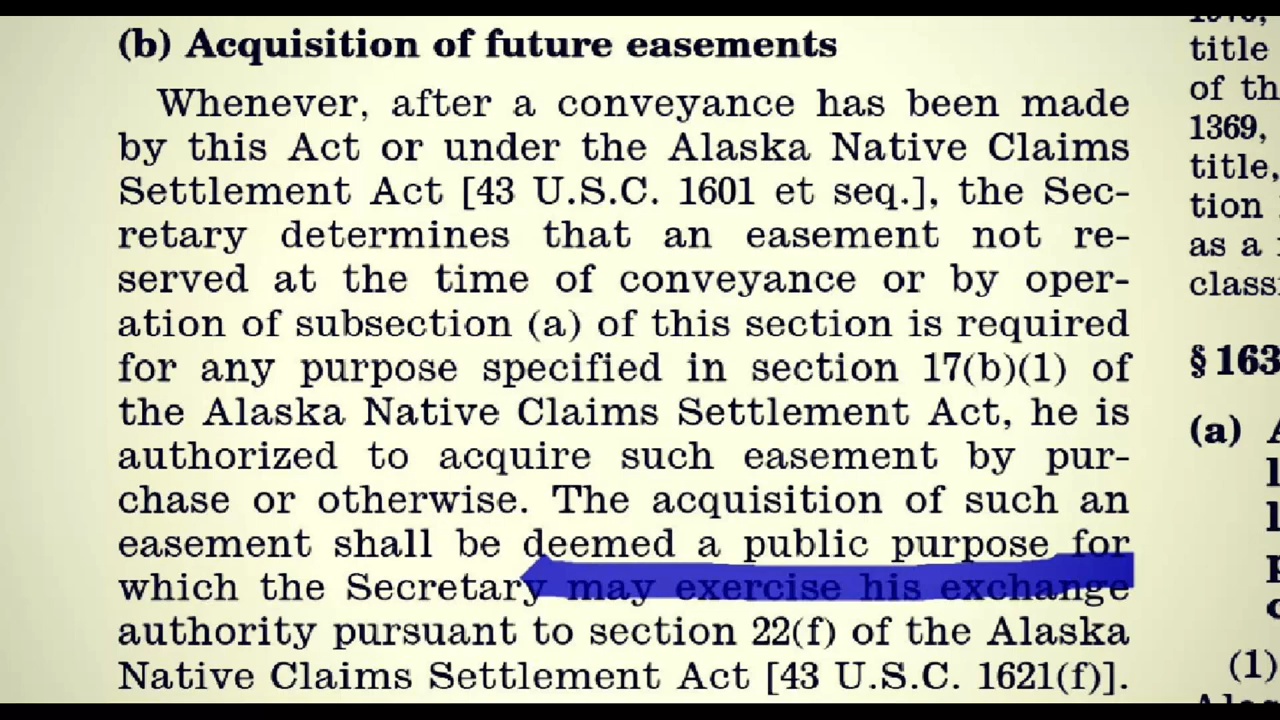 (b) Acquisition of future easements
Whenever, after a conveyance has been made
by this Act or under the Alaska Native Claims
Settlement Act [43 U.S.C. 1601 et seq.], the Sec-
retary determines that an easement not re-
served at the time of conveyance or by oper-
ation of subsection (a) of this section is required
for any purpose specified in section 17(b)(1) of
the Alaska Native Claims Settlement Act, he is
authorized to acquire such easement by pur-
chase or otherwise. The acquisition of such an
easement shall be deemed a public purpose for
which the Secretary may exercise his exchange
authority pursuant to section 22(f) of the Alaska
Native Claims Settlement Act [43 U.S.C. 1621(f)].
title
of th
1369,
title,
tion
as a
class
§ 163
(a)
(1)